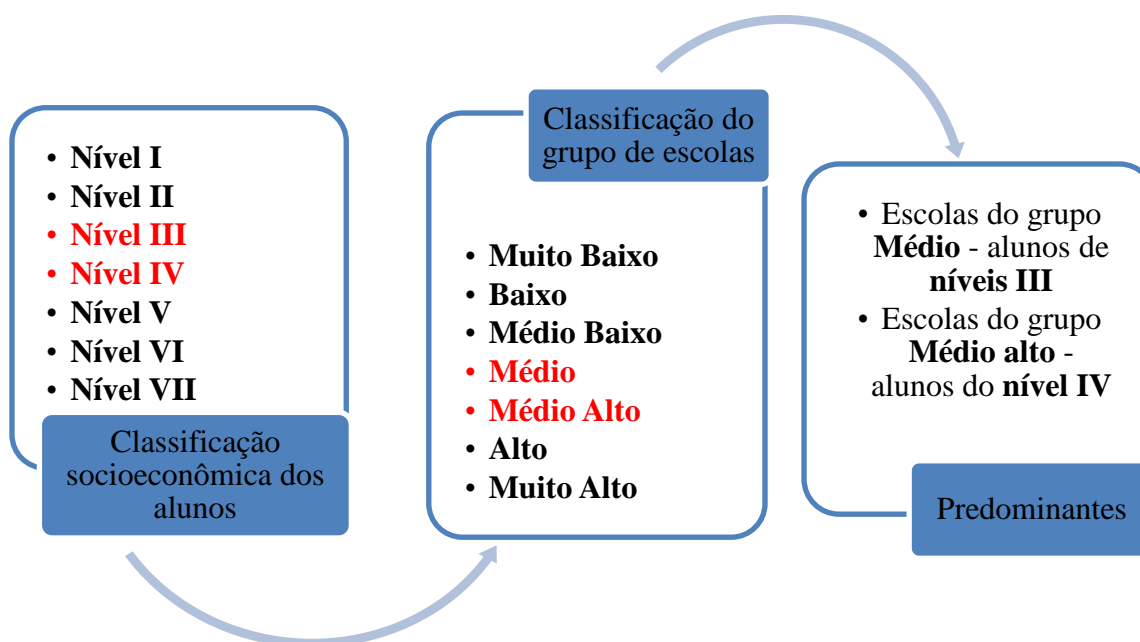 • Nível I
• Nível II
• Nível III
• Nível IV
• Nível V
• Nível VI
• Nível VII
Classificação
socioeconômica dos
alunos
Classificação do
grupo de escolas
• Muito Baixo
• Baixo
• Médio Baixo
• Médio
• Médio Alto
• Alto
• Muito Alto
• Escolas do grupo
Médio - alunos de
níveis III
• Escolas do grupo
Médio alto -
alunos do nível IV
Predominantes